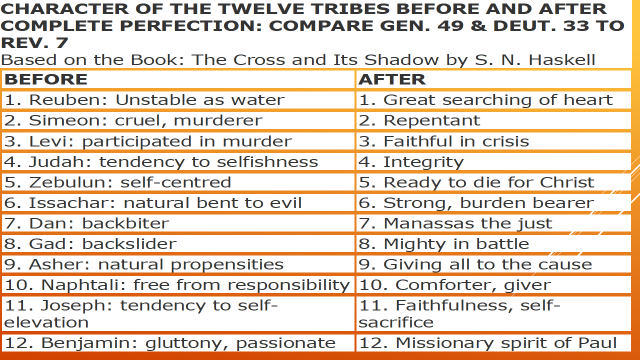 CHARACTER OF THE TWELVE TRIBES BEFORE AND AFTER
COMPLETE PERFECTION: COMPARE GEN. 49 & DEUT. 33 TO
REV. 7
Based on the Book: The Cross and Its Shadow by S. N. Haskell
BEFORE AFTER
1. Reuben: Unstable as water 1. Great searching of heart
2. Simeon: cruel, murderer 2. Repentant
3. Levi: participated in murder 3. Faithful in crisis
4. Judah: tendency to selfishness 4. Integrity
5. Zebulun: self-centred 5. Ready to die for Christ
6. Issachar: natural bent to evil 6. Strong, burden bearer
7. Dan: backbiter 7. Manassas the just
8. Gad: backslider 8. Mighty in battle
9. Asher: natural propensities 9. Giving all to the cause
10. Naphtali: free from responsibility 10. Comforter, giver
11. Joseph: tendency to self- 11. Faithfulness, self-
elevation sacrifice
12. Benjamin: gluttony, passionate 12. Missionary spirit of Paul